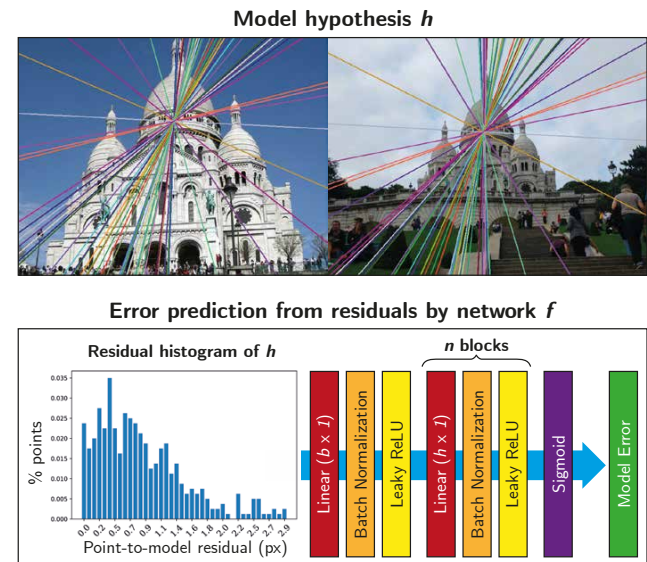 Model hypothesis h
Error prediction from residuals by network f
Residual histogram of h
% points
0.035
0.030
0.025
0.020
0.015
0.010
0.005
0.000
0.0 0.2 0.4 0.5 0.7 0.9 1.1 1.2 1.4 1.6 1.8 2.0 2.2 2.5 2.7 2.9
Point-to-model residual (px)
n blocks
Linear (b x 1)
Batch Normalization
Leaky ReLU
Linear (h x 1)
Batch Normalization
Leaky ReLU
Sigmoid
Model Error